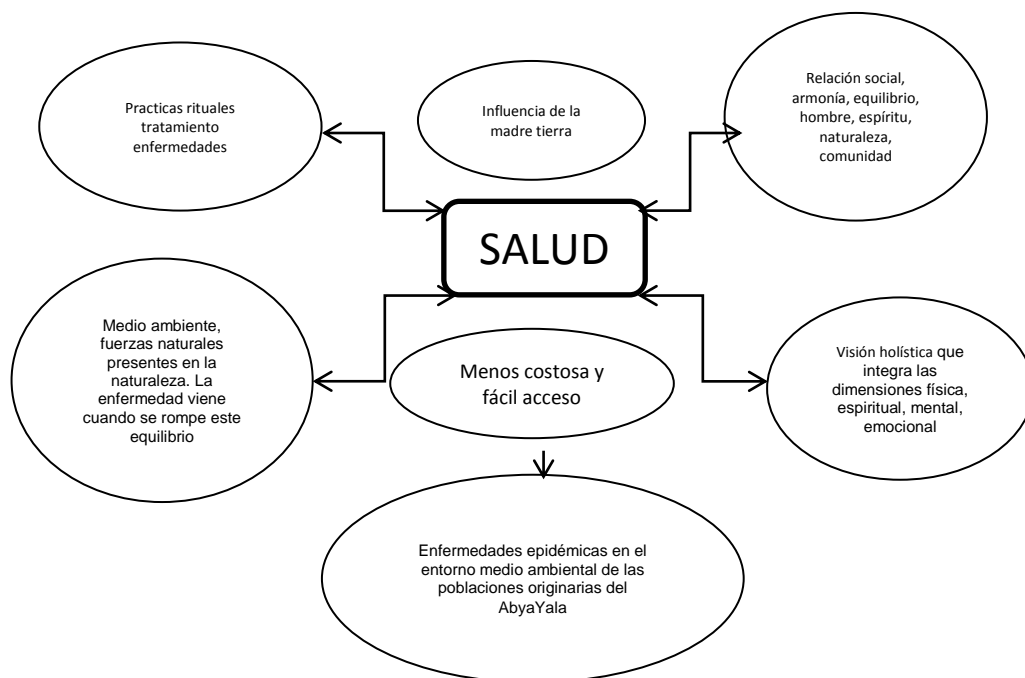 Practicas rituales
tratamiento
enfermedades
Influencia de la
madre tierra
Relación social,
armonía, equilibrio,
hombre, espíritu,
naturaleza,
comunidad
SALUD
Medio ambiente,
fuerzas naturales
presentes en la
naturaleza. La
enfermedad viene
cuando se rompe este
equilibrio
Menos costosa y
fácil acceso
Visión holística que
integra las
dimensiones física,
espiritual, mental,
emocional
Enfermedades epidémicas en el
entorno medio ambiental de las
poblaciones originarias del
AbyaYala